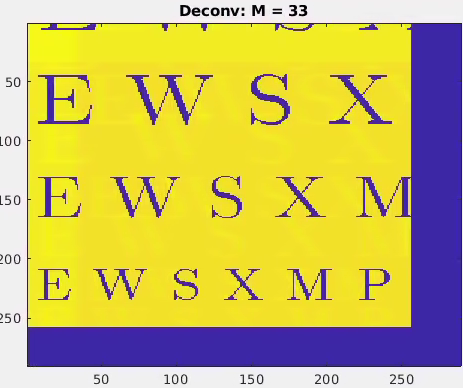 Deconv: M = 33
E W S X
E W S X M
E W S X M P
50
100
150
200
250
50 100 150 200 250